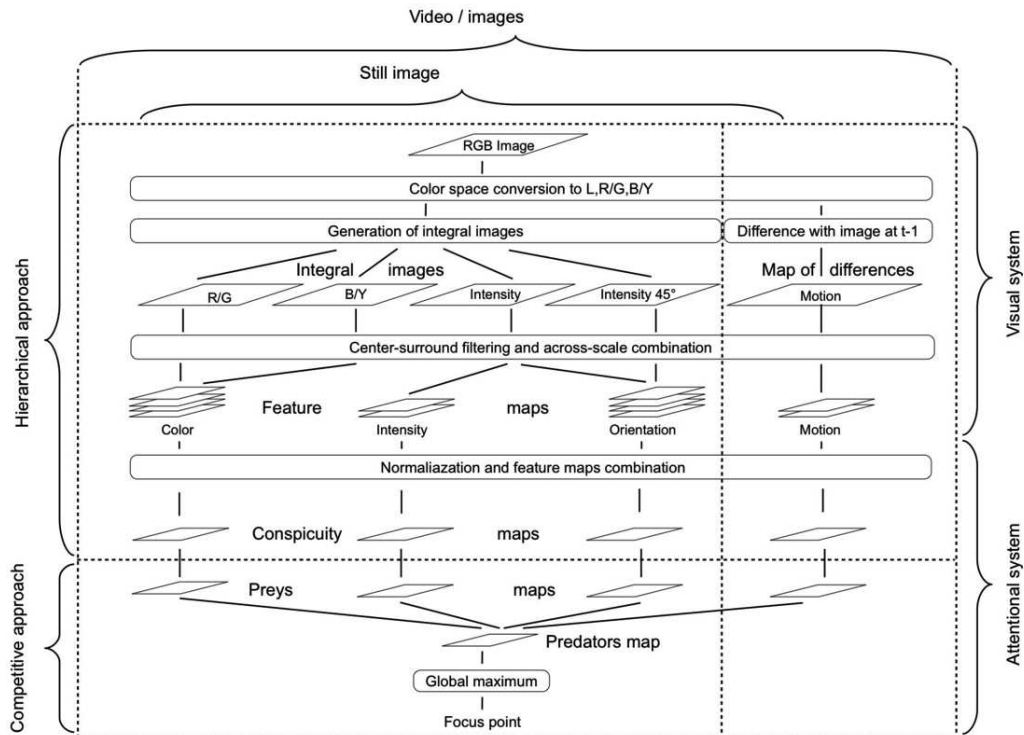 Video / images
Still image
RGB Image
Color space conversion to L,R/G,B/Y
Generation of integral images
Difference with image at t-1
Integral images
Map of differences
R/G
B/Y
Intensity
Intensity 45°
Motion
Center-surround filtering and across-scale combination
Feature maps
Color
Intensity
Orientation
Motion
Normaliazation and feature maps combination
Conspicuity maps
Preys maps
Predators map
Global maximum
Focus point
Hierarchical approach
Competitive approach
Visual system
Attentional system